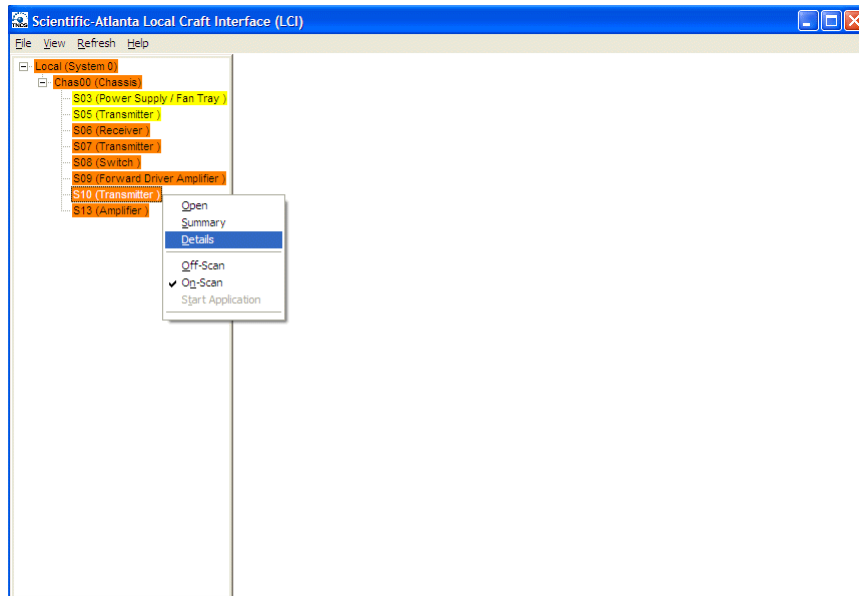 Scientific-Atlanta Local Craft Interface (LCI)
File View Refresh Help
Local (System 0)
Chas00 (Chassis)
S03 (Power Supply / Fan Tray )
S05 (Transmitter )
S06 (Receiver )
S07 (Transmitter )
S08 (Switch )
S09 (Forward Driver Amplifier )
S10 (Transmitter )
S13 (Amplifier )
Open
Summary
Details
Off-Scan
On-Scan
Start Application